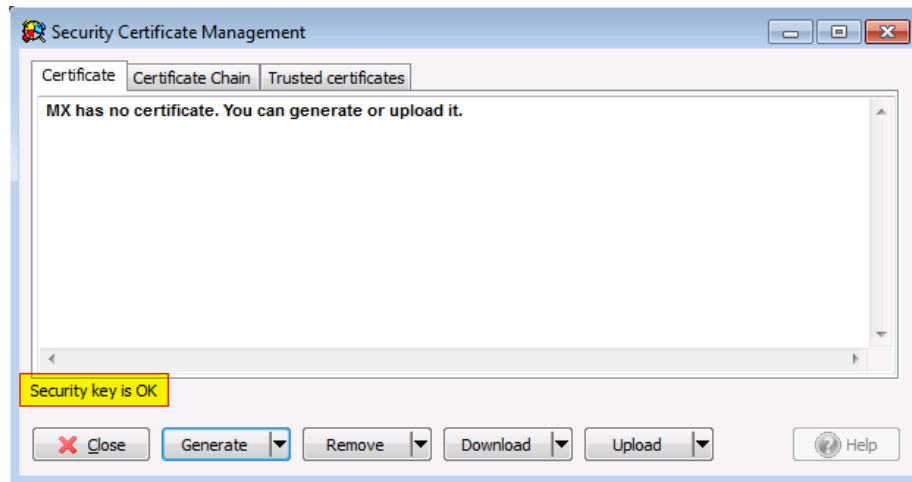 Security Certificate Management
Certificate Certificate Chain Trusted certificates
MX has no certificate. You can generate or upload it.
Security key is OK
Close Generate Remove Download Upload Help